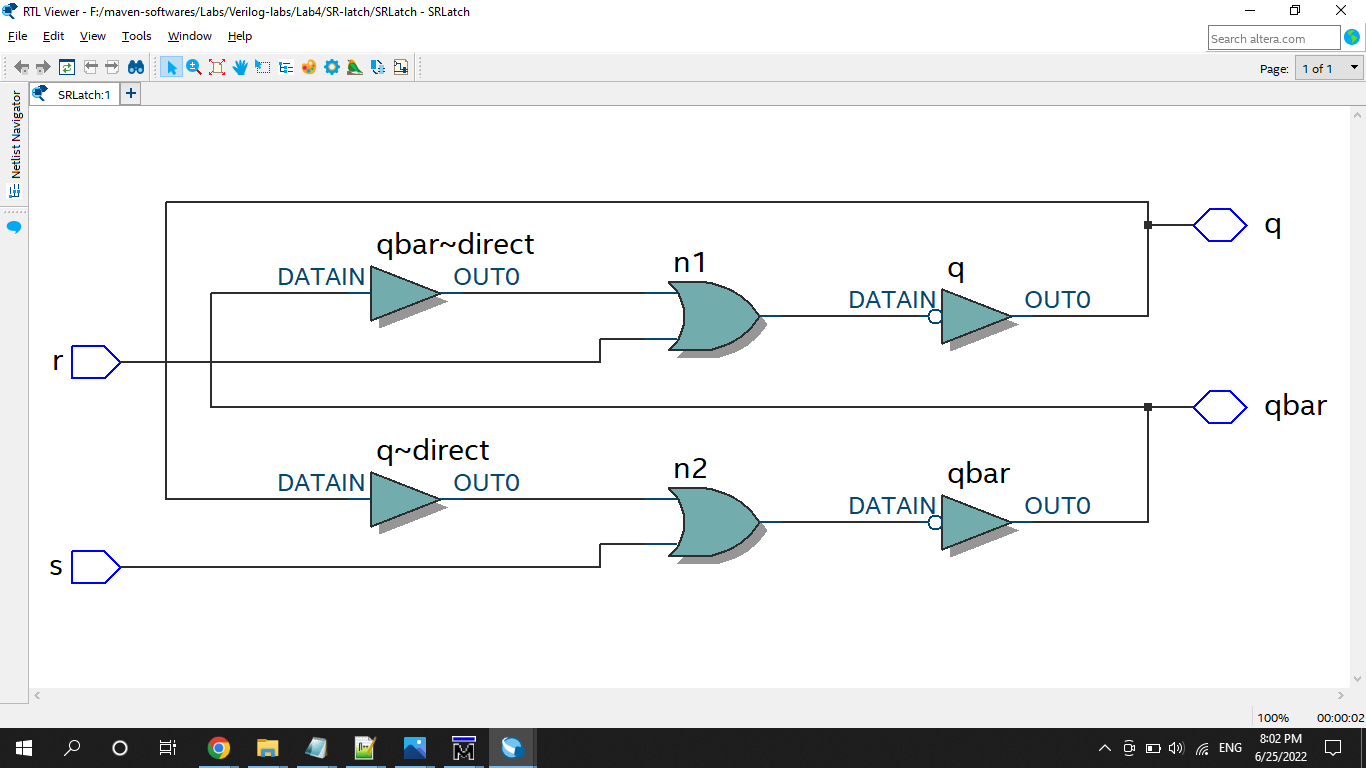 RTL Viewer - F:/maven-softwares/Labs/Verilog-labs/Lab4/SR-latch/SRLatch - SRLatch
File Edit View Tools Window Help
Search altera.com
Page: 1 of 1
SRLatch:1
Netlist Navigator
q
qbar~direct
DATAIN OUT0
n1
q
DATAIN OUT0
r
qbar
q~direct
DATAIN OUT0
n2
qbar
DATAIN OUT0
s
100% 00:00:02
ENG
8:02 PM
6/25/2022